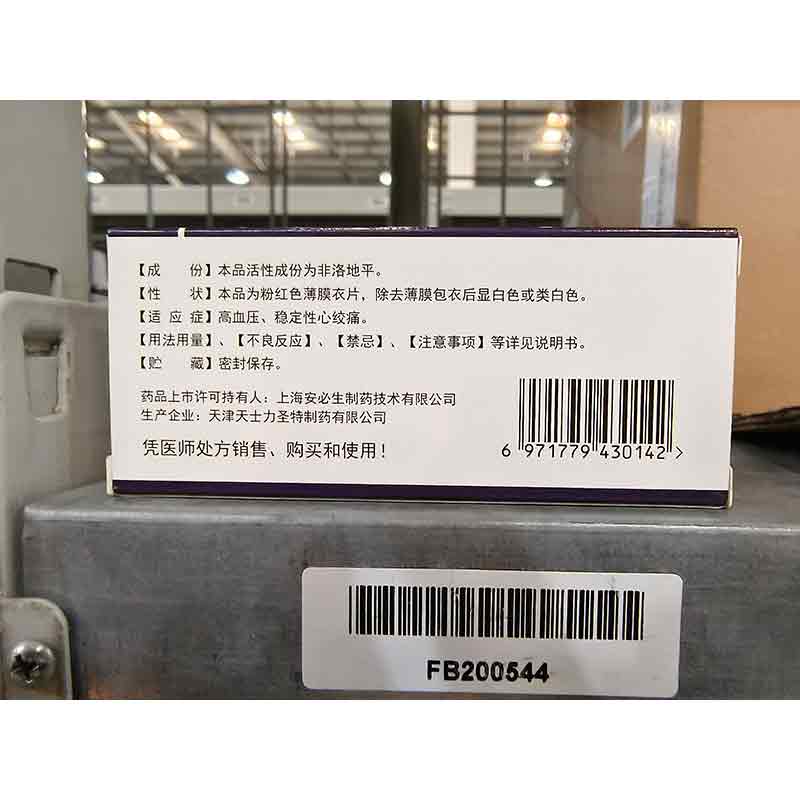 【成　份】本品活性成份为非洛地平。
【性　状】本品为粉红色薄膜衣片，除去薄膜包衣后显白色或类白色。
【适应症】高血压、稳定性心绞痛。
【用法用量】、【不良反应】、【禁忌】、【注意事项】等详见说明书。
【贮　藏】密封保存。
药品上市许可持有人：上海安必生制药技术有限公司
生产企业：天津天士力圣特制药有限公司
凭医师处方销售、购买和使用！
6 971779 430142 >
FB200544